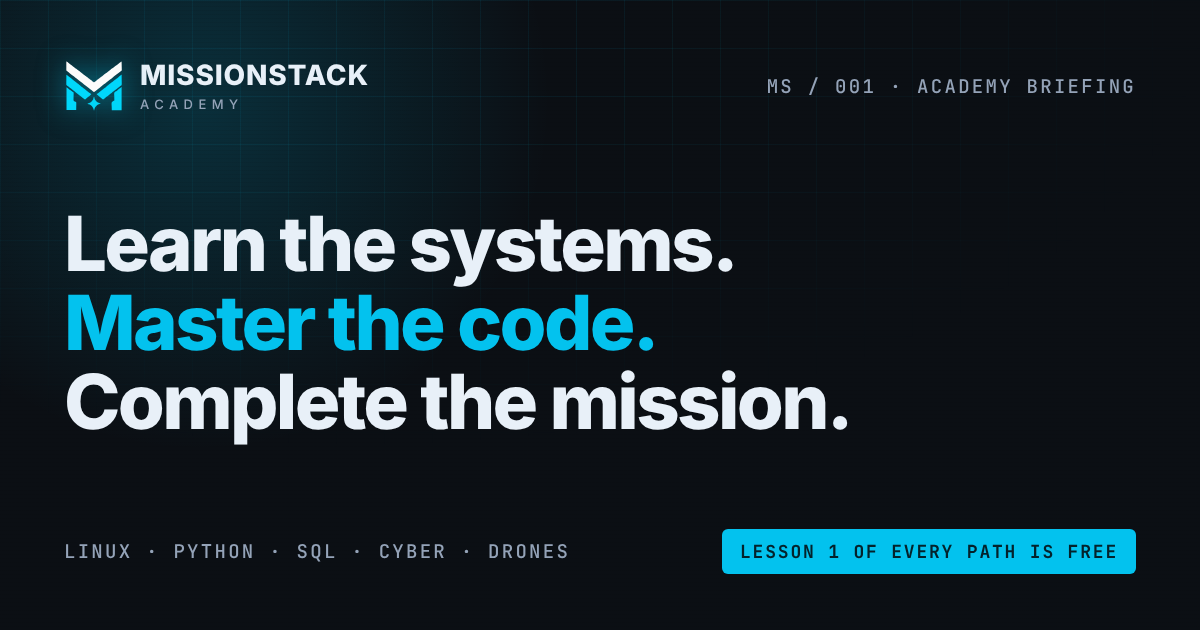 MISSIONSTACK
ACADEMY
MS / 001 · ACADEMY BRIEFING
Learn the systems.
Master the code.
Complete the mission.
LINUX · PYTHON · SQL · CYBER · DRONES
LESSON 1 OF EVERY PATH IS FREE